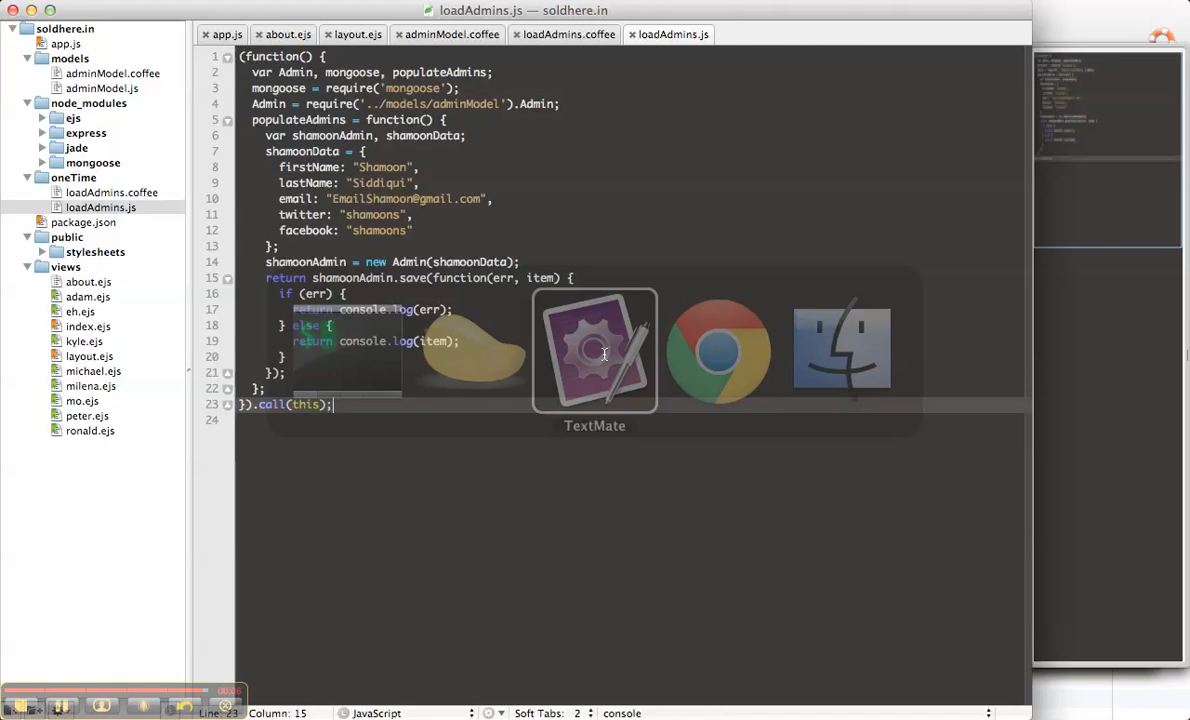 loadAdmins.js — soldhere.in
soldhere.in
app.js
models
adminModel.coffee
adminModel.js
node_modules
ejs
express
jade
mongoose
oneTime
loadAdmins.coffee
loadAdmins.js
package.json
public
stylesheets
views
about.ejs
adam.ejs
eh.ejs
index.ejs
kyle.ejs
layout.ejs
michael.ejs
milena.ejs
mo.ejs
peter.ejs
ronald.ejs
app.js about.ejs layout.ejs adminModel.coffee loadAdmins.coffee loadAdmins.js
1 (function() {
2 var Admin, mongoose, populateAdmins;
3 mongoose = require('mongoose');
4 Admin = require('../models/adminModel').Admin;
5 populateAdmins = function() {
6 var shamoonAdmin, shamoonData;
7 shamoonData = {
8 firstName: "Shamoon",
9 lastName: "Siddiqui",
10 email: "EmailShamoon@gmail.com",
11 twitter: "shamoons",
12 facebook: "shamoons"
13 };
14 shamoonAdmin = new Admin(shamoonData);
15 return shamoonAdmin.save(function(err, item) {
16 if (err) {
17 return console.log(err);
18 } else {
19 return console.log(item);
20 }
21 });
22 };
23 }).call(this);
24
TextMate
00:06
Line: 23 Column: 15 JavaScript Soft Tabs: 2 console